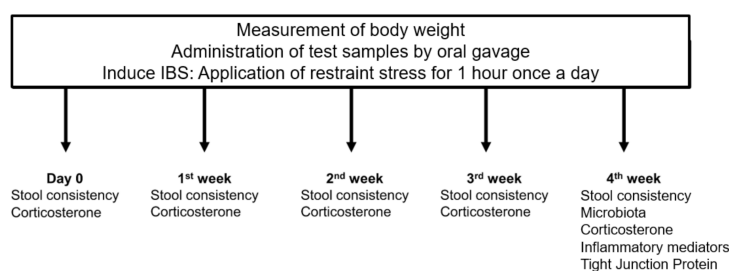 Measurement of body weight
Administration of test samples by oral gavage
Induce IBS: Application of restraint stress for 1 hour once a day
Day 0
Stool consistency
Corticosterone
1st week
Stool consistency
Corticosterone
2nd week
Stool consistency
Corticosterone
3rd week
Stool consistency
Corticosterone
4th week
Stool consistency
Microbiota
Corticosterone
Inflammatory mediators
Tight Junction Protein